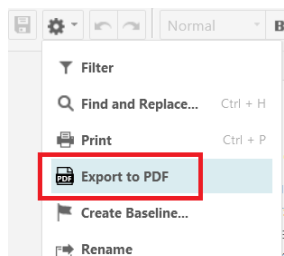 Normal B
Filter
Find and Replace... Ctrl + H
Print Ctrl + P
PDF Export to PDF
Create Baseline...
Rename